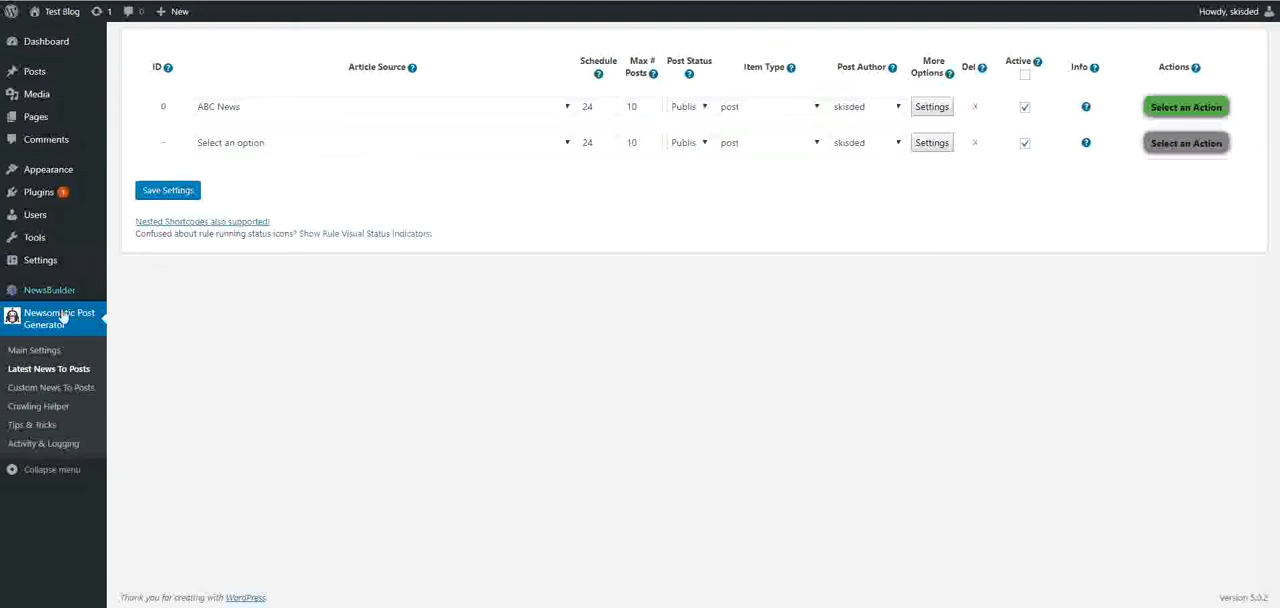 Test Blog 1 0 New Howdy, skisded
Dashboard
Posts
Media
Pages
Comments
Appearance
Plugins 1
Users
Tools
Settings
NewsBuilder
Newsomatic Post
Generator
Main Settings
Latest News To Posts
Custom News To Posts
Crawling Helper
Tips & Tricks
Activity & Logging
Collapse menu
ID ? Article Source ? Schedule ? Max # Posts ? Post Status ? Item Type ? Post Author ? More Options ? Del ? Active ? Info ? Actions ?
0 ABC News 24 10 Publis post skisded Settings X ? Select an Action
- Select an option 24 10 Publis post skisded Settings X ? Select an Action
Save Settings
Nested Shortcodes also supported!
Confused about rule running status icons? Show Rule Visual Status Indicators.
Thank you for creating with WordPress.
Version 5.0.2